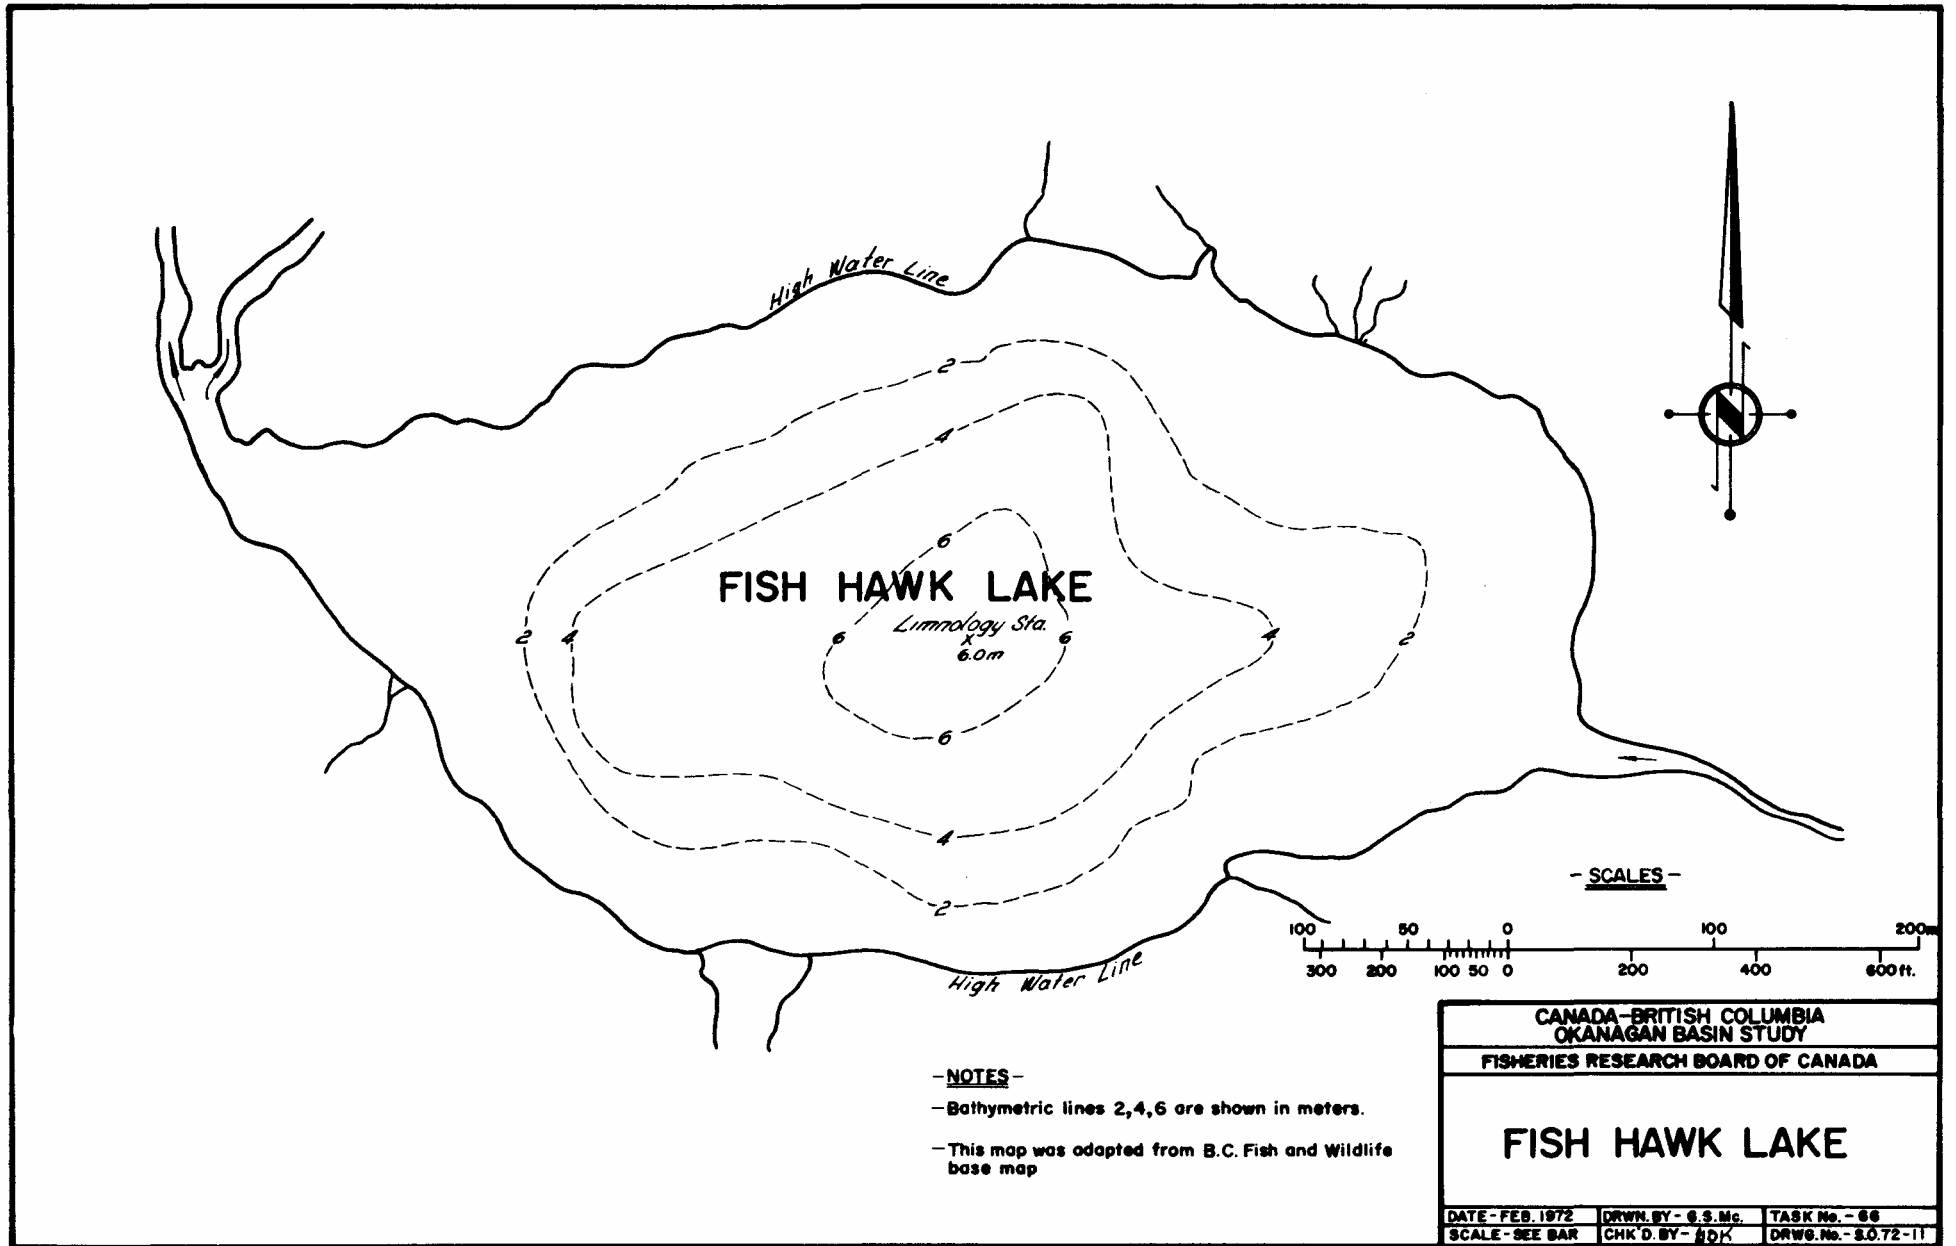 High Water Line
2
4
6
FISH HAWK LAKE
Limnology Sta.
2 4 6 x 6 4 2
6.0m
6
4
2
High Water Line
N
- SCALES -
100 50 0 100 200m
300 200 100 50 0 200 400 600 ft.
- NOTES -
- Bathymetric lines 2,4,6 are shown in meters.
- This map was adapted from B.C. Fish and Wildlife
base map
CANADA-BRITISH COLUMBIA
OKANAGAN BASIN STUDY
FISHERIES RESEARCH BOARD OF CANADA
FISH HAWK LAKE
DATE - FEB. 1972 DRWN. BY - G.S.Mc. TASK No. - 66
SCALE - SEE BAR CHK'D. BY - DRWG. No. - S.O.72-11